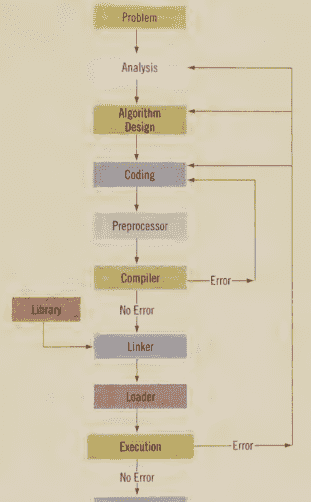 Problem
Analysis
Algorithm
Design
Coding
Preprocessor
Compiler
Error
No Error
Library
Linker
Loader
Execution
Error
No Error